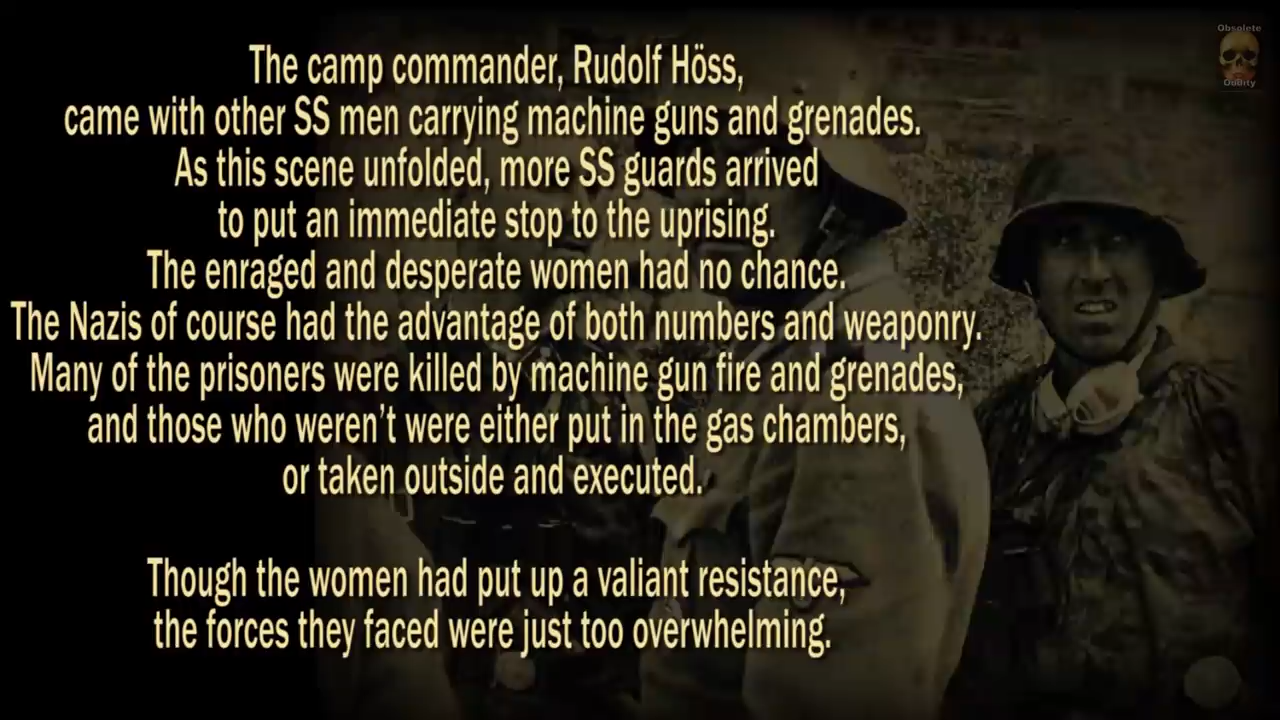 Obsolete
Oddity
The camp commander, Rudolf Höss,
came with other SS men carrying machine guns and grenades.
As this scene unfolded, more SS guards arrived
to put an immediate stop to the uprising.
The enraged and desperate women had no chance.
The Nazis of course had the advantage of both numbers and weaponry.
Many of the prisoners were killed by machine gun fire and grenades,
and those who weren’t were either put in the gas chambers,
or taken outside and executed.
Though the women had put up a valiant resistance,
the forces they faced were just too overwhelming.